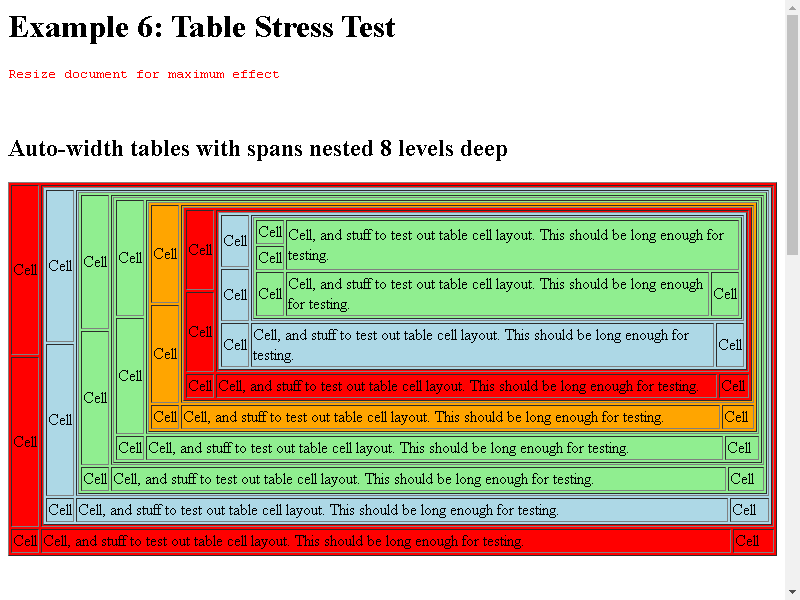 Example 6: Table Stress Test
Resize document for maximum effect
Auto-width tables with spans nested 8 levels deep
Cell Cell, and stuff to test out table cell layout. This should be long enough for
Cell testing.
Cell Cell Cell
Cell Cell Cell
Cell Cell
Cell Cell, and stuff to test out table cell layout. This should be long enough Cell
for testing.
Cell
Cell Cell
Cell Cell, and stuff to test out table cell layout. This should be long enough for Cell
testing.
Cell
Cell
Cell Cell, and stuff to test out table cell layout. This should be long enough for testing. Cell
Cell
Cell Cell, and stuff to test out table cell layout. This should be long enough for testing. Cell
Cell
Cell
Cell Cell, and stuff to test out table cell layout. This should be long enough for testing. Cell
Cell Cell, and stuff to test out table cell layout. This should be long enough for testing. Cell
Cell Cell, and stuff to test out table cell layout. This should be long enough for testing. Cell
Cell Cell, and stuff to test out table cell layout. This should be long enough for testing. Cell